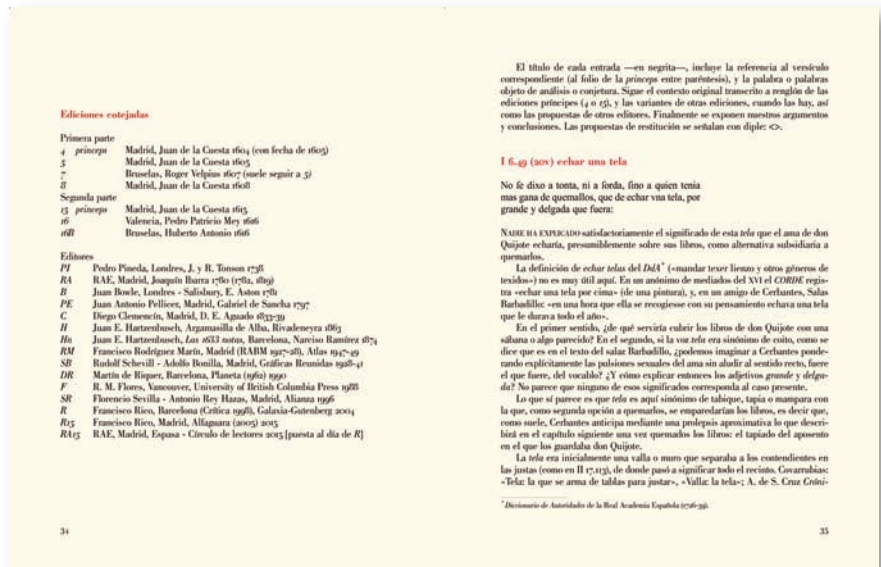 Ediciones cotejadas
Primera parte
4 princeps Madrid, Juan de la Cuesta 1604 (con fecha de 1605)
5 Madrid, Juan de la Cuesta 1605
7 Bruselas, Roger Velpius 1607 (suele seguir a 5)
8 Madrid, Juan de la Cuesta 1608
Segunda parte
15 princeps Madrid, Juan de la Cuesta 1615
16 Valencia, Pedro Patricio Mey 1616
16B Bruselas, Huberto Antonio 1616
Editores
PI Pedro Pineda, Londres, J. y R. Tonson 1738
RA RAE, Madrid, Joaquín Ibarra 1780 (1782, 1819)
B Juan Bowle, Londres - Salisbury, E. Aston 1781
PE Juan Antonio Pellicer, Madrid, Gabriel de Sancha 1797
C Diego Clemencín, Madrid, D. E. Aguado 1833-39
H Juan E. Hartzenbusch, Argamasilla de Alba, Rivadeneyra 1863
Hn Juan E. Hartzenbusch, Las 1633 notas, Barcelona, Narciso Ramírez 1874
RM Francisco Rodríguez Marín, Madrid (RABM 1927-28), Atlas 1947-49
SB Rudolf Schevill - Adolfo Bonilla, Madrid, Gráficas Reunidas 1928-41
DR Martín de Riquer, Barcelona, Planeta (1962) 1990
F R. M. Flores, Vancouver, University of British Columbia Press 1988
SR Florencio Sevilla - Antonio Rey Hazas, Madrid, Alianza 1996
R Francisco Rico, Barcelona (Crítica 1998), Galaxia-Gutenberg 2004
R15 Francisco Rico, Madrid, Alfaguara (2005) 2015
RA15 RAE, Madrid, Espasa - Círculo de lectores 2015 [puesta al día de R]
34
El título de cada entrada —en negrita—, incluye la referencia al versículo
correspondiente (al folio de la princeps entre paréntesis), y la palabra o palabras
objeto de análisis o conjetura. Sigue el contexto original transcrito a renglón de las
ediciones príncipes (4 o 15), y las variantes de otras ediciones, cuando las hay, así
como las propuestas de otros editores. Finalmente se exponen nuestros argumentos
y conclusiones. Las propuestas de restitución se señalan con diple: <>.
I 6.49 (20v) echar una tela
No ſe dixo a tonta, ni a ſorda, ſino a quien tenia
mas gana de quemallos, que de echar vna tela, por
grande y delgada que fuera:
NADIE HA EXPLICADO satisfactoriamente el significado de esta tela que el ama de don
Quijote echaría, presumiblemente sobre sus libros, como alternativa subsidiaria a
quemarlos.
La definición de echar telas del DdA* («mandar texer lienzo y otros géneros de
texidos») no es muy útil aquí. En un anónimo de mediados del XVI el CORDE regis-
tra «echar una tela por cima» (de una pintura), y, en un amigo de Cerbantes, Salas
Barbadillo: «en una hora que ella se recogiesse con su pensamiento echava una tela
que le durava todo el año».
En el primer sentido, ¿de qué serviría cubrir los libros de don Quijote con una
sábana o algo parecido? En el segundo, si la voz tela era sinónimo de coito, como se
dice que es en el texto del salaz Barbadillo, ¿podemos imaginar a Cerbantes ponde-
rando explícitamente las pulsiones sexuales del ama sin aludir al sentido recto, fuere
el que fuere, del vocablo? ¿Y cómo explicar entonces los adjetivos grande y delga-
da? No parece que ninguno de esos significados corresponda al caso presente.
Lo que sí parece es que tela es aquí sinónimo de tabique, tapia o mampara con
la que, como segunda opción a quemarlos, se emparedarían los libros, es decir que,
como suele, Cerbantes anticipa mediante una prolepsis aproximativa lo que descri-
birá en el capítulo siguiente una vez quemados los libros: el tapiado del aposento
en el que los guardaba don Quijote.
La tela era inicialmente una valla o muro que separaba a los contendientes en
las justas (como en II 17.113), de donde pasó a significar todo el recinto. Covarrubias:
«Tela: la que se arma de tablas para justar», «Valla: la tela»; A. de S. Cruz Cróni-
* Diccionario de Autoridades de la Real Academia Española (1726-39).
35